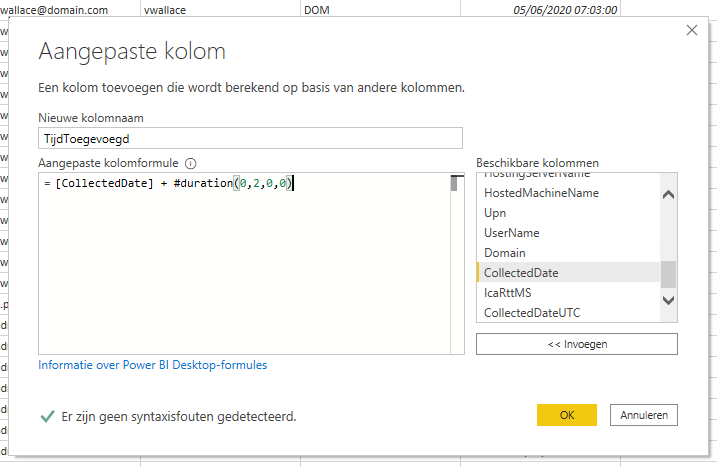 wallace@domain.com vwallace DOM 05/06/2020 07:03:00
Aangepaste kolom
Een kolom toevoegen die wordt berekend op basis van andere kolommen.
Nieuwe kolomnaam
TijdToegevoegd
Aangepaste kolomformule
Beschikbare kolommen
= [CollectedDate] + #duration(0,2,0,0)
HostingServerName
HostedMachineName
Upn
UserName
Domain
CollectedDate
IcaRttMS
CollectedDateUTC
<< Invoegen
Informatie over Power BI Desktop-formules
Er zijn geen syntaxisfouten gedetecteerd.
OK
Annuleren